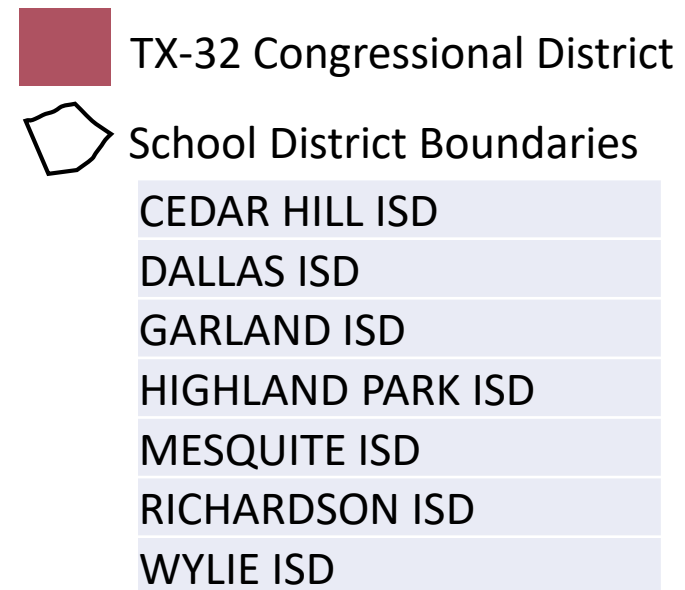 TX-32 Congressional District
School District Boundaries
CEDAR HILL ISD
DALLAS ISD
GARLAND ISD
HIGHLAND PARK ISD
MESQUITE ISD
RICHARDSON ISD
WYLIE ISD